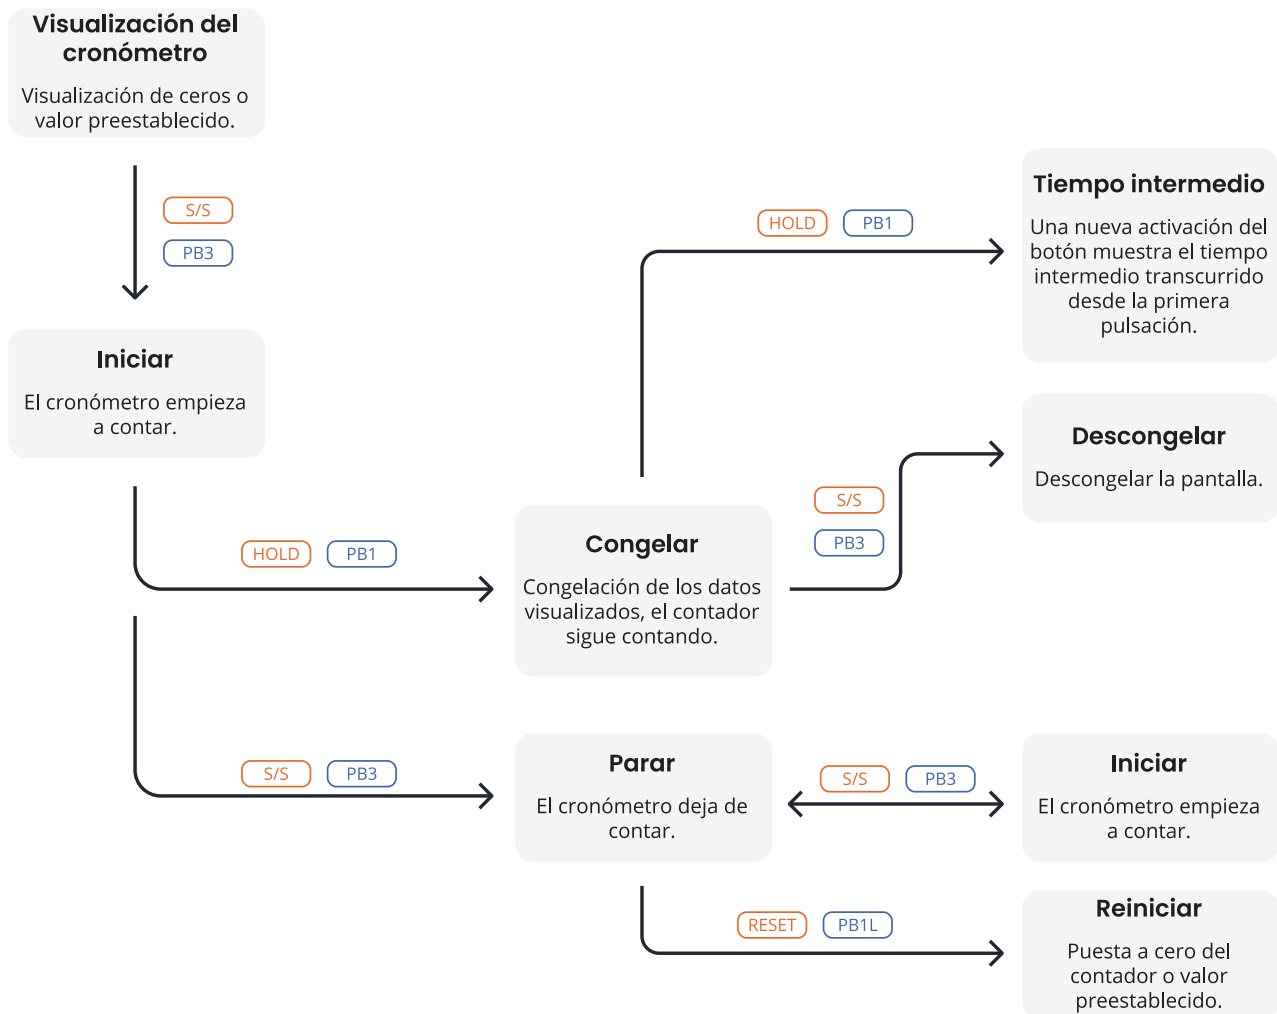 Visualización del
cronómetro
Visualización de ceros o
valor preestablecido.
S/S
PB3
Iniciar
El cronómetro empieza
a contar.
HOLD PB1
Congelar
Congelación de los datos
visualizados, el contador
sigue contando.
HOLD PB1
Tiempo intermedio
Una nueva activación del
botón muestra el tiempo
intermedio transcurrido
desde la primera
pulsación.
S/S
PB3
Descongelar
Descongelar la pantalla.
S/S PB3
Parar
El cronómetro deja de
contar.
S/S PB3
Iniciar
El cronómetro empieza
a contar.
RESET PB1L
Reiniciar
Puesta a cero del
contador o valor
preestablecido.